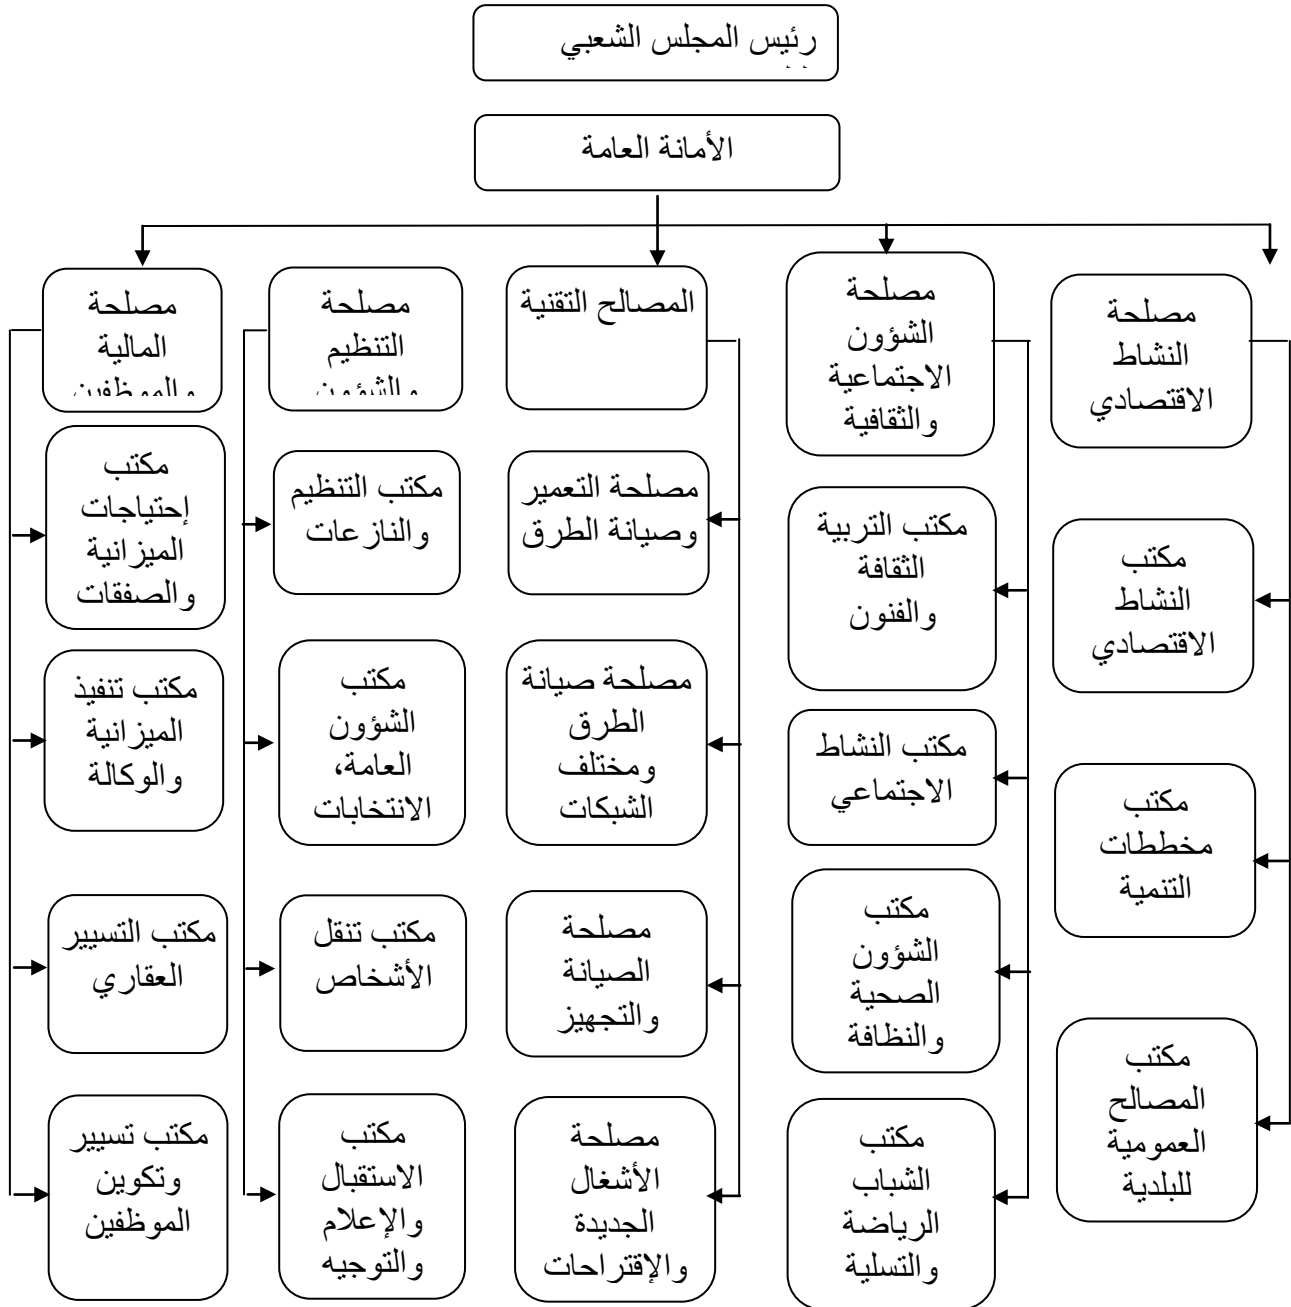 رئيس المجلس الشعبي
الأمانة العامة
مصلحة
النشاط
الاقتصادي
مكتب
النشاط
الاقتصادي
مكتب
مخططات
التنمية
مكتب
المصالح
العمومية
للبلدية
مصلحة
الشؤون
الاجتماعية
والثقافية
مكتب التربية
الثقافة
والفنون
مكتب النشاط
الاجتماعي
مكتب
الشؤون
الصحية
والنظافة
مكتب
الشباب
الرياضة
والتسلية
المصالح التقنية
مصلحة التعمير
وصيانة الطرق
مصلحة صيانة
الطرق
ومختلف
الشبكات
مصلحة
الصيانة
والتجهيز
مصلحة
الأشغال
الجديدة
والإقتراحات
مصلحة
التنظيم
والشؤون
مكتب التنظيم
والنازعات
مكتب
الشؤون
العامة،
الانتخابات
مكتب تنقل
الأشخاص
مكتب
الاستقبال
والإعلام
والتوجيه
مصلحة
المالية
والموظفين
مكتب
إحتياجات
الميزانية
والصفقات
مكتب تنفيذ
الميزانية
والوكالة
مكتب التسيير
العقاري
مكتب تسيير
وتكوين
الموظفين